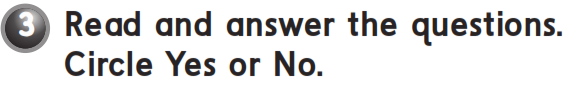 3 Read and answer the questions.
Circle Yes or No.